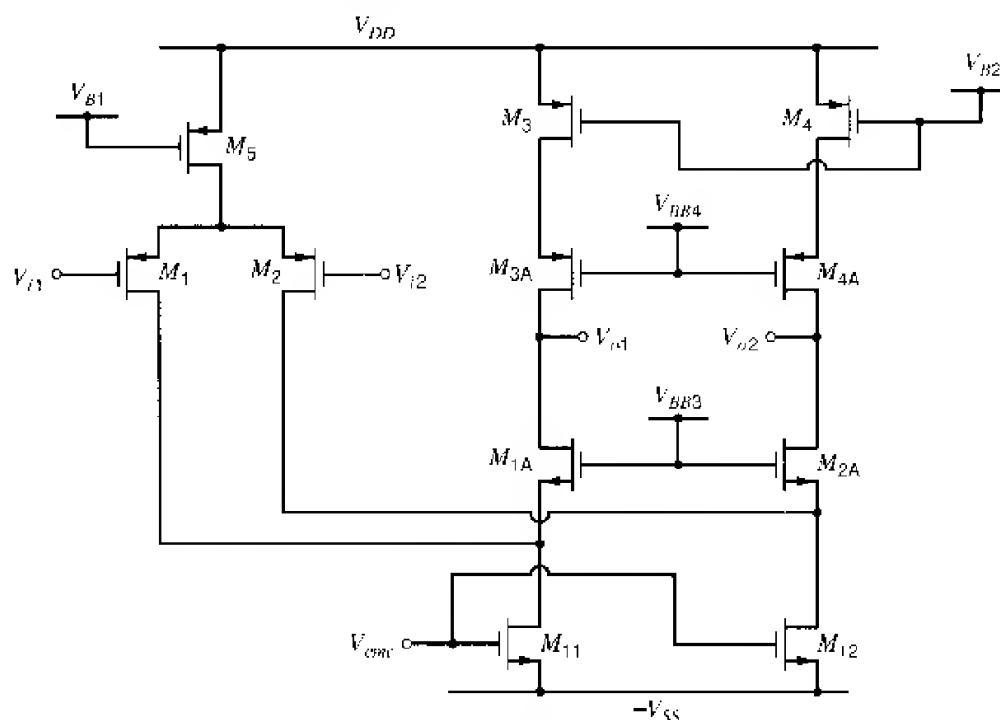 V_DD
V_B1
V_B2
M_3
M_4
M_5
V_BB4
V_i1
M_1
M_2
V_i2
M_3A
M_4A
V_o1
V_o2
V_BB3
M_1A
M_2A
V_cmc
M_11
M_12
–V_SS